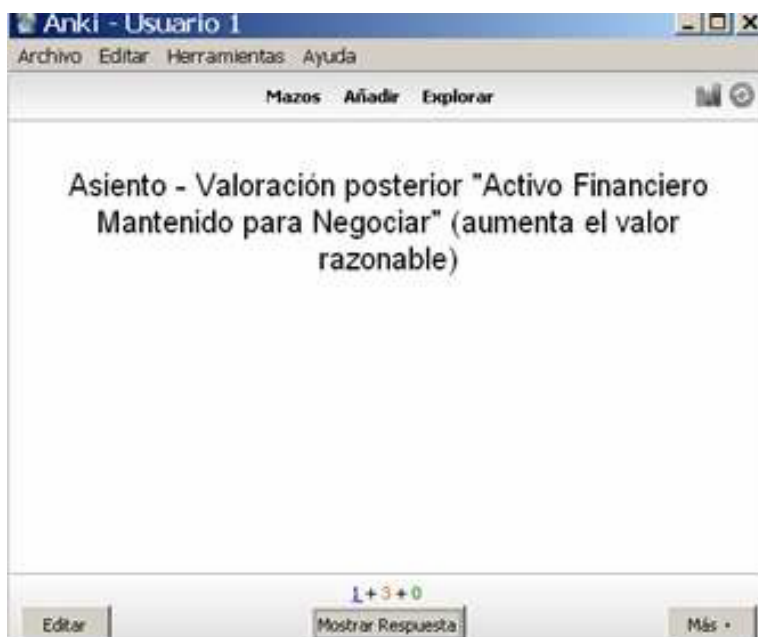 Anki - Usuario 1
Archivo Editar Herramientas Ayuda
Mazos Añadir Explorar
Asiento - Valoración posterior "Activo Financiero
Mantenido para Negociar" (aumenta el valor
razonable)
1 + 3 + 0
Editar Mostrar Respuesta Más